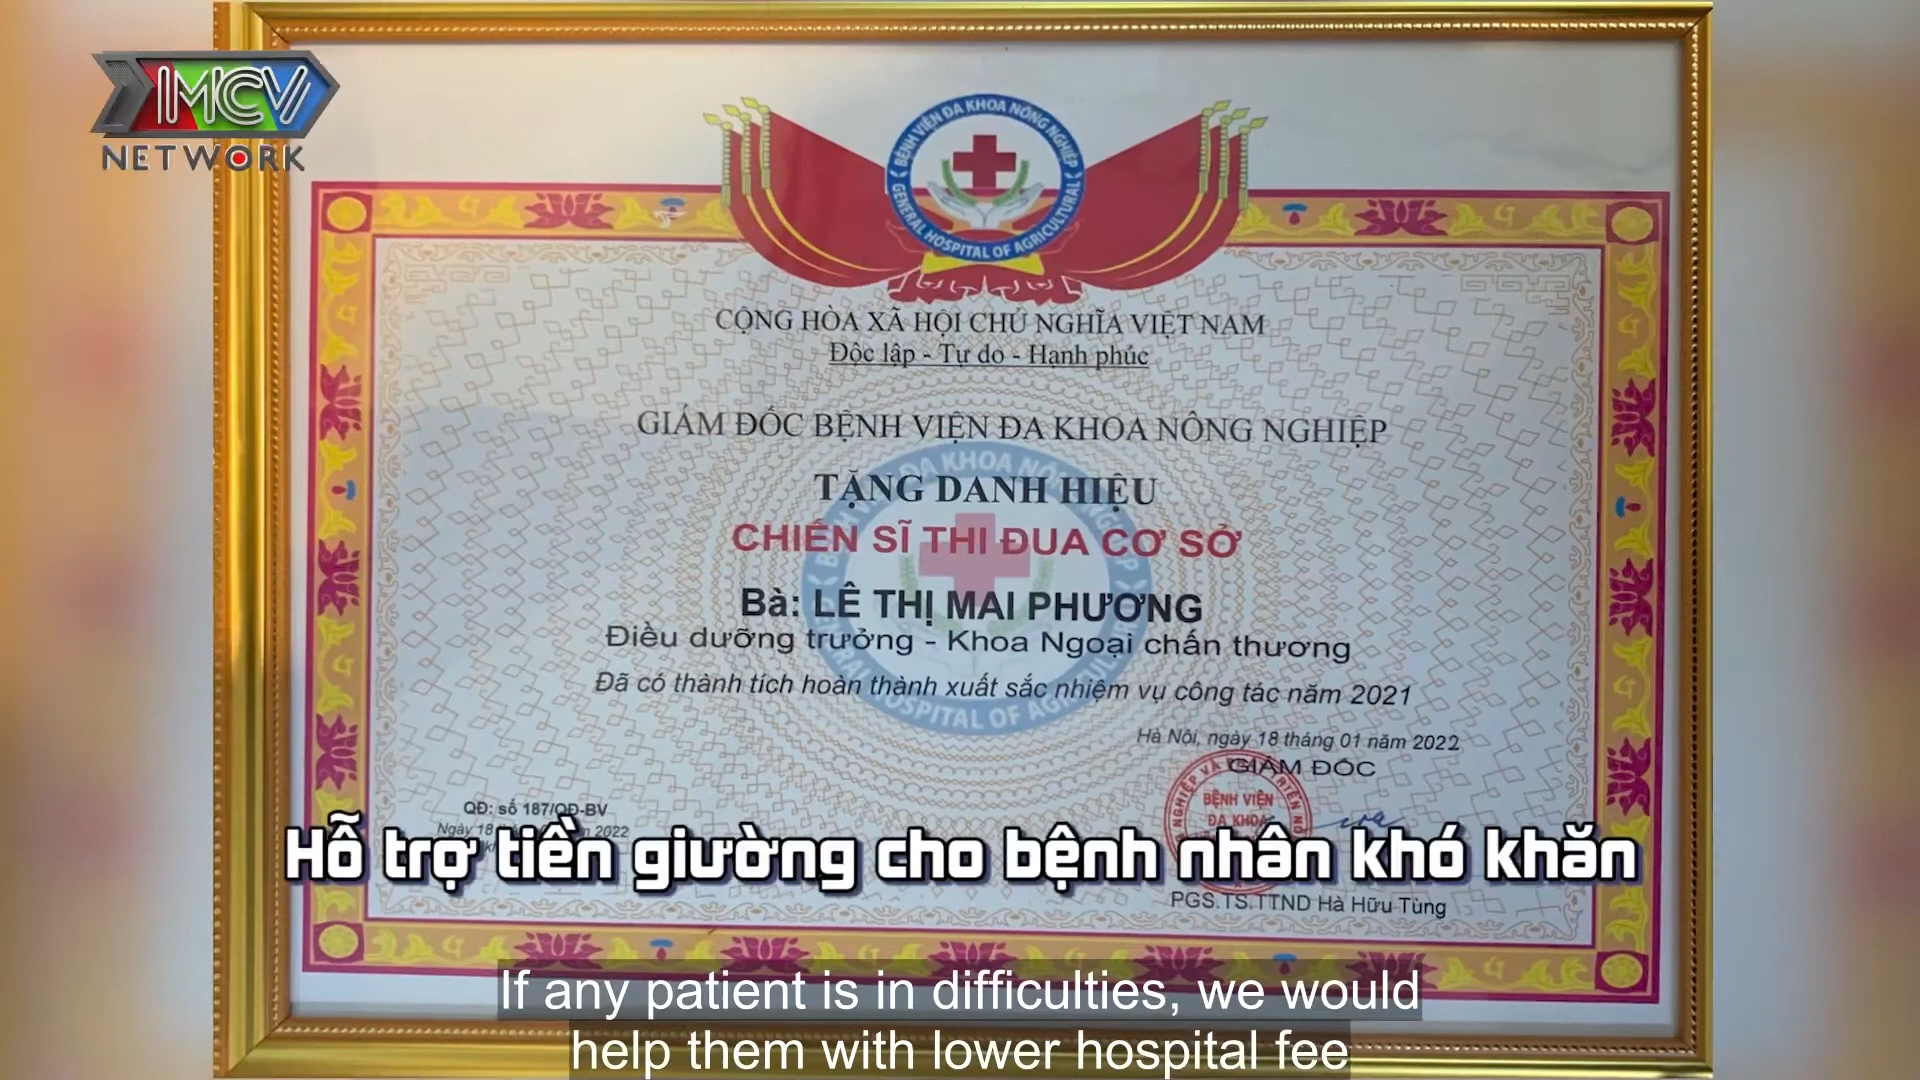 MCV
NETWORK
BỆNH VIỆN ĐA KHOA NÔNG NGHIỆP
GENERAL HOSPITAL OF AGRICULTURAL
CỘNG HÒA XÃ HỘI CHỦ NGHĨA VIỆT NAM
Độc lập - Tự do - Hạnh phúc
GIÁM ĐỐC BỆNH VIỆN ĐA KHOA NÔNG NGHIỆP
TẶNG DANH HIỆU
CHIẾN SĨ THI ĐUA CƠ SỞ
Bà: LÊ THỊ MAI PHƯƠNG
Điều dưỡng trưởng - Khoa Ngoại chấn thương
Đã có thành tích hoàn thành xuất sắc nhiệm vụ công tác năm 2021
Hà Nội, ngày 18 tháng 01 năm 2022
GIÁM ĐỐC
BỆNH VIỆN
ĐA KHOA
QĐ: số 187/QĐ-BV
Ngày 18 2022
Hỗ trợ tiền giường cho bệnh nhân khó khăn
PGS.TS.TTND Hà Hữu Tùng
If any patient is in difficulties, we would
help them with lower hospital fee